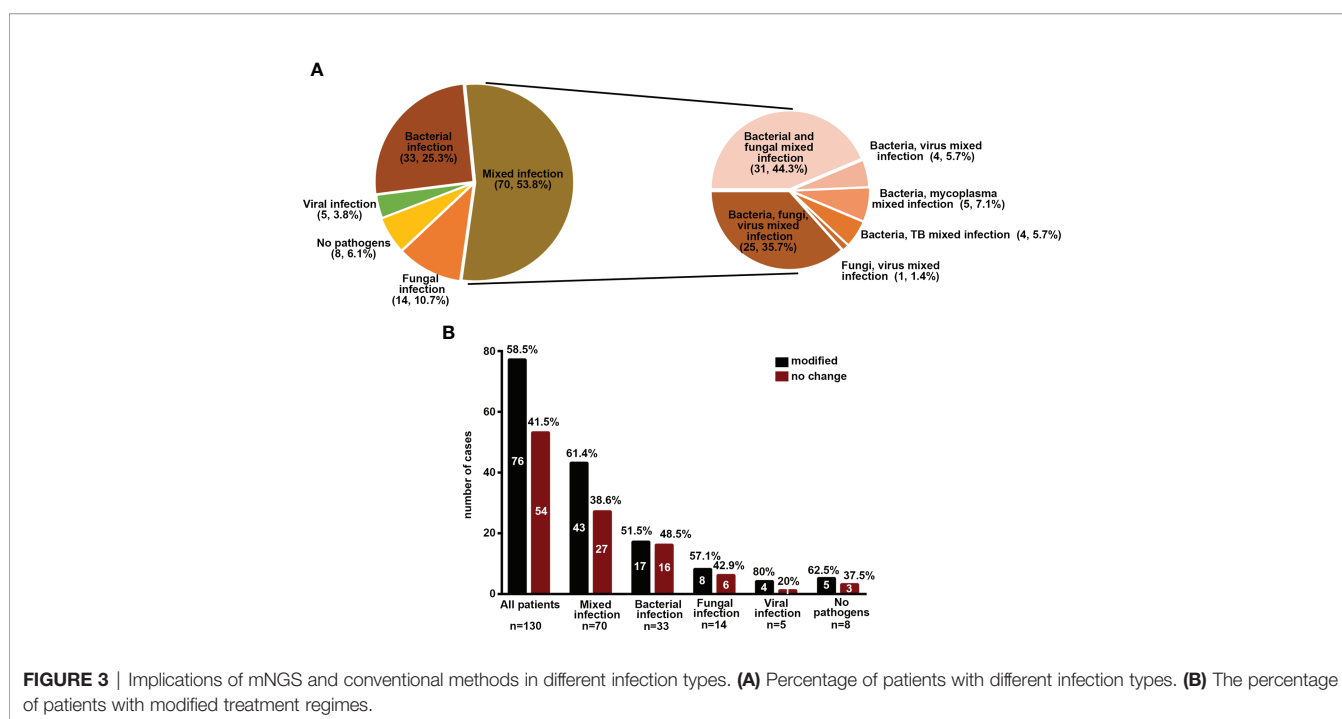 A
Bacterial
infection
(33, 25.3%)
Mixed infection
(70, 53.8%)
Viral infection
(5, 3.8%)
No pathogens
(8, 6.1%)
Fungal
infection
(14, 10.7%)
Bacterial and
fungal mixed
infection
(31, 44.3%)
Bacteria, virus mixed
infection (4, 5.7%)
Bacteria, mycoplasma
mixed infection (5, 7.1%)
Bacteria, TB mixed infection (4, 5.7%)
Bacteria, fungi,
virus mixed
infection
(25, 35.7%)
Fungi, virus mixed
infection (1, 1.4%)
B
number of cases
80
60
40
20
0
modified
no change
58.5%
41.5%
61.4%
38.6%
51.5%
48.5%
57.1%
42.9%
80%
20%
62.5%
37.5%
76
54
43
27
17
16
8
6
4
1
5
3
All patients
n=130
Mixed
infection
n=70
Bacterial
infection
n=33
Fungal
infection
n=14
Viral
infection
n=5
No
pathogens
n=8
FIGURE 3 | Implications of mNGS and conventional methods in different infection types. (A) Percentage of patients with different infection types. (B) The percentage
of patients with modified treatment regimes.